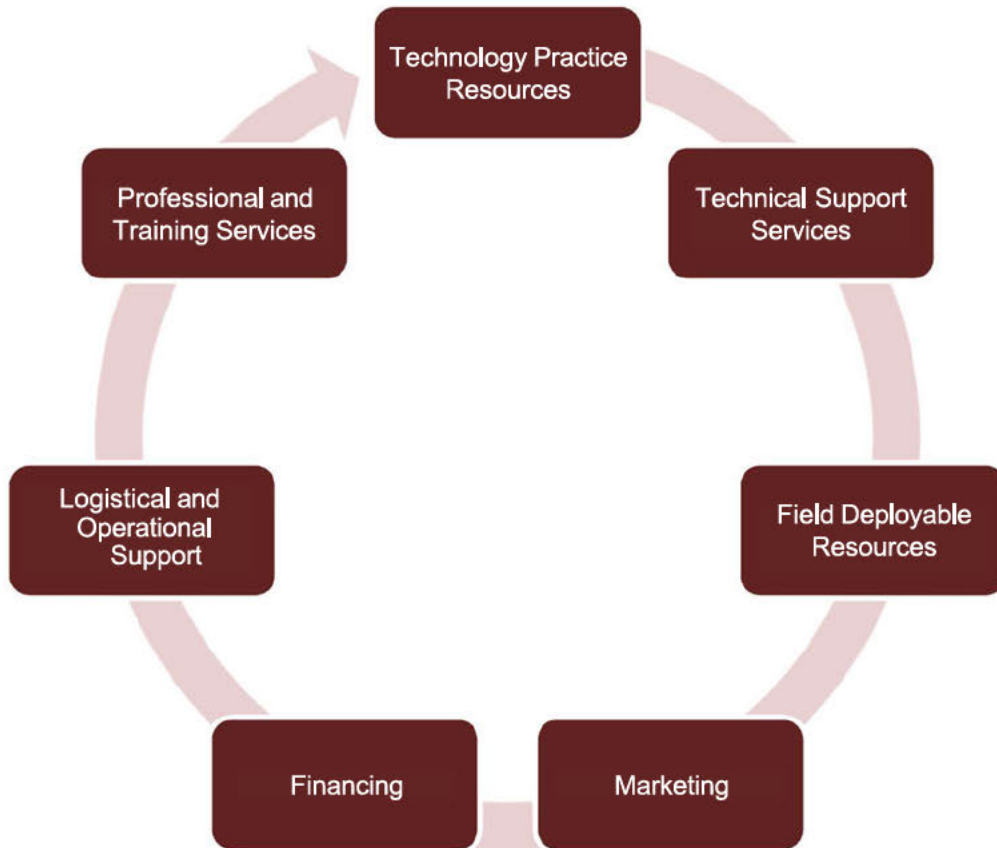 Technology Practice
Resources
Technical Support
Services
Field Deployable
Resources
Marketing
Financing
Logistical and
Operational
Support
Professional and
Training Services